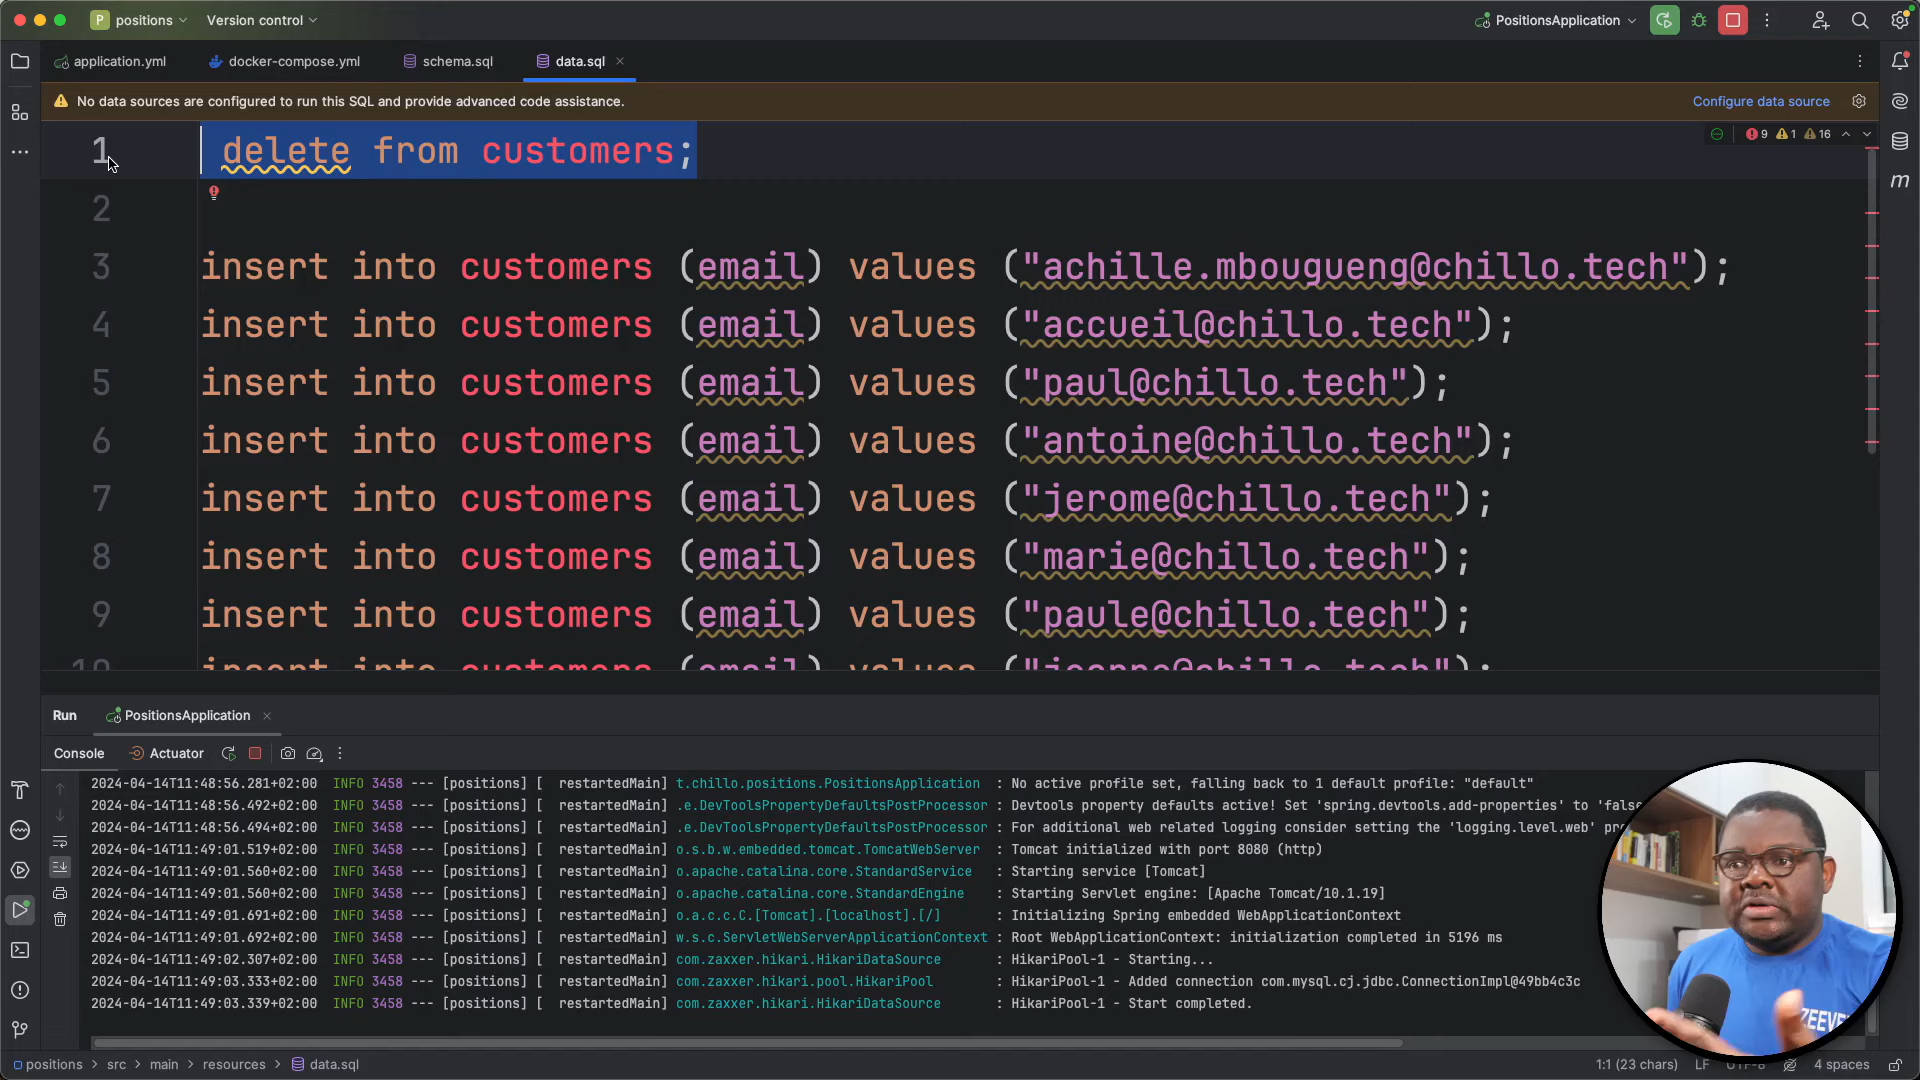 P positions Version control PositionsApplication
application.yml docker-compose.yml schema.sql data.sql
No data sources are configured to run this SQL and provide advanced code assistance. Configure data source
9 1 16
1 delete from customers;
2
3 insert into customers (email) values ("achille.mbougueng@chillo.tech");
4 insert into customers (email) values ("accueil@chillo.tech");
5 insert into customers (email) values ("paul@chillo.tech");
6 insert into customers (email) values ("antoine@chillo.tech");
7 insert into customers (email) values ("jerome@chillo.tech");
8 insert into customers (email) values ("marie@chillo.tech");
9 insert into customers (email) values ("paule@chillo.tech");
10 insert into customers (email) values ("jeanne@chillo.tech");
Run PositionsApplication
Console Actuator
2024-04-14T11:48:56.281+02:00 INFO 3458 --- [positions] [ restartedMain] t.chillo.positions.PositionsApplication : No active profile set, falling back to 1 default profile: "default"
2024-04-14T11:48:56.492+02:00 INFO 3458 --- [positions] [ restartedMain] .e.DevToolsPropertyDefaultsPostProcessor : Devtools property defaults active! Set 'spring.devtools.add-properties' to 'false
2024-04-14T11:48:56.494+02:00 INFO 3458 --- [positions] [ restartedMain] .e.DevToolsPropertyDefaultsPostProcessor : For additional web related logging consider setting the 'logging.level.web' pr
2024-04-14T11:49:01.519+02:00 INFO 3458 --- [positions] [ restartedMain] o.s.b.w.embedded.tomcat.TomcatWebServer : Tomcat initialized with port 8080 (http)
2024-04-14T11:49:01.560+02:00 INFO 3458 --- [positions] [ restartedMain] o.apache.catalina.core.StandardService : Starting service [Tomcat]
2024-04-14T11:49:01.560+02:00 INFO 3458 --- [positions] [ restartedMain] o.apache.catalina.core.StandardEngine : Starting Servlet engine: [Apache Tomcat/10.1.19]
2024-04-14T11:49:01.691+02:00 INFO 3458 --- [positions] [ restartedMain] o.a.c.c.C.[Tomcat].[localhost].[/] : Initializing Spring embedded WebApplicationContext
2024-04-14T11:49:01.692+02:00 INFO 3458 --- [positions] [ restartedMain] w.s.c.ServletWebServerApplicationContext : Root WebApplicationContext: initialization completed in 5196 ms
2024-04-14T11:49:02.307+02:00 INFO 3458 --- [positions] [ restartedMain] com.zaxxer.hikari.HikariDataSource : HikariPool-1 - Starting...
2024-04-14T11:49:03.333+02:00 INFO 3458 --- [positions] [ restartedMain] com.zaxxer.hikari.pool.HikariPool : HikariPool-1 - Added connection com.mysql.cj.jdbc.ConnectionImpl@49bb4c3c
2024-04-14T11:49:03.339+02:00 INFO 3458 --- [positions] [ restartedMain] com.zaxxer.hikari.HikariDataSource : HikariPool-1 - Start completed.
ZEEVE
positions > src > main > resources > data.sql 1:1 (23 chars) LF UTF-8 4 spaces